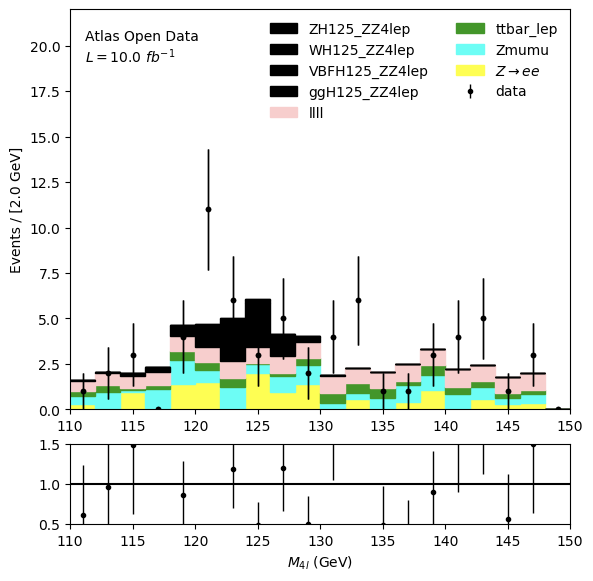 Atlas Open Data
L = 10.0 fb⁻¹
ZH125_ZZ4lep
WH125_ZZ4lep
VBFH125_ZZ4lep
ggH125_ZZ4lep
llll
ttbar_lep
Zmumu
Z → ee
data
Events / [2.0 GeV]
20.0
17.5
15.0
12.5
10.0
7.5
5.0
2.5
0.0
110 115 120 125 130 135 140 145 150
1.5
1.0
0.5
110 115 120 125 130 135 140 145 150
M₄ₗ (GeV)